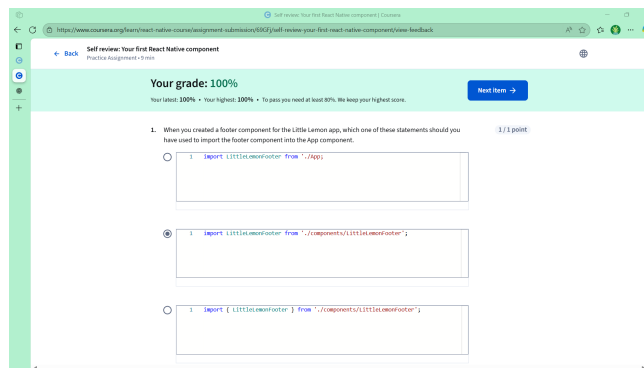 Self review: Your first React Native component | Coursera
https://www.coursera.org/learn/react-native-course/assignment-submission/69GFj/self-review-your-first-react-native-component/view-feedback
← Back
Self review: Your first React Native component
Practice Assignment • 9 min
Your grade: 100%
Your latest: 100% • Your highest: 100% • To pass you need at least 80%. We keep your highest score.
Next item →
1. When you created a footer component for the Little Lemon app, which one of these statements should you
have used to import the footer component into the App component.
1 / 1 point
1 import LittleLemonFooter from './App;
1 import LittleLemonFooter from './components/LittleLemonFooter';
1 import { LittleLemonFooter } from './components/LittleLemonFooter';